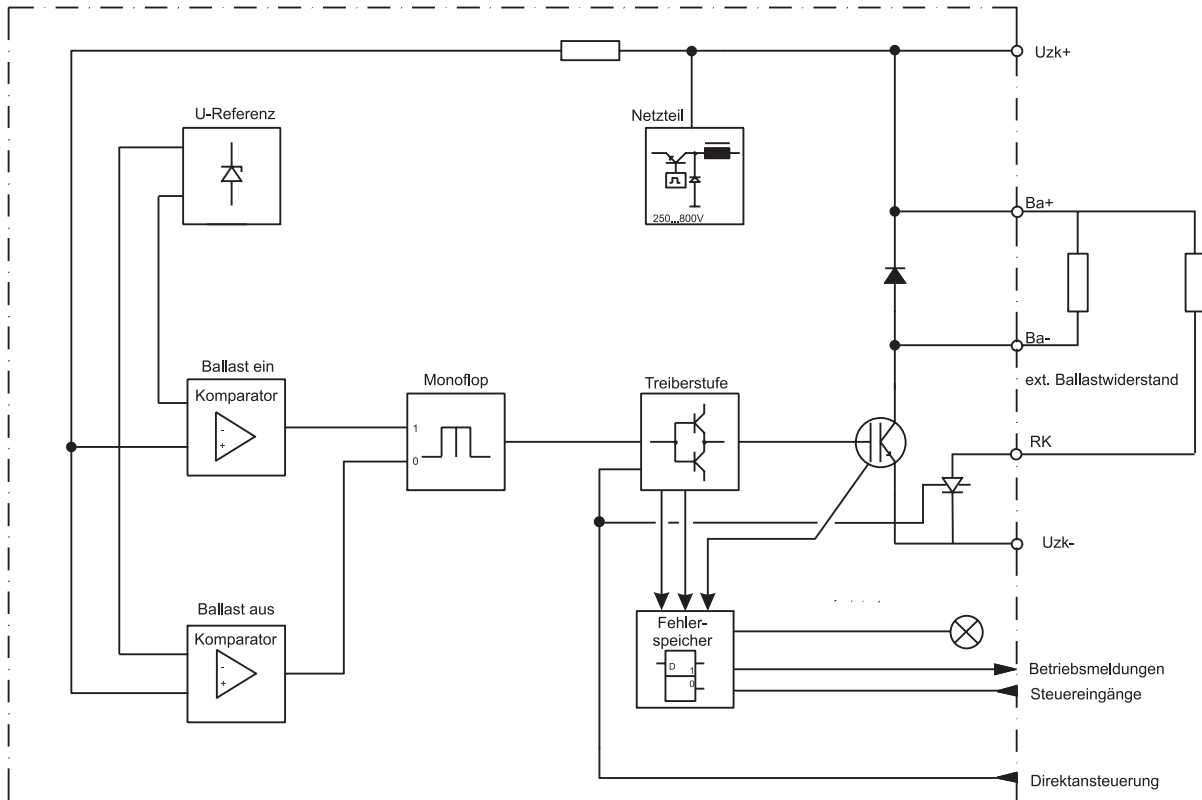 Uzk+
U-Referenz
Netzteil
250...800V
Ba+
Ba-
ext. Ballastwiderstand
Ballast ein
Komparator
-
+
Monoflop
1
0
Treiberstufe
RK
Uzk-
Ballast aus
Komparator
-
+
Fehler-
speicher
D
1
0
Betriebsmeldungen
Steuereingänge
Direktansteuerung